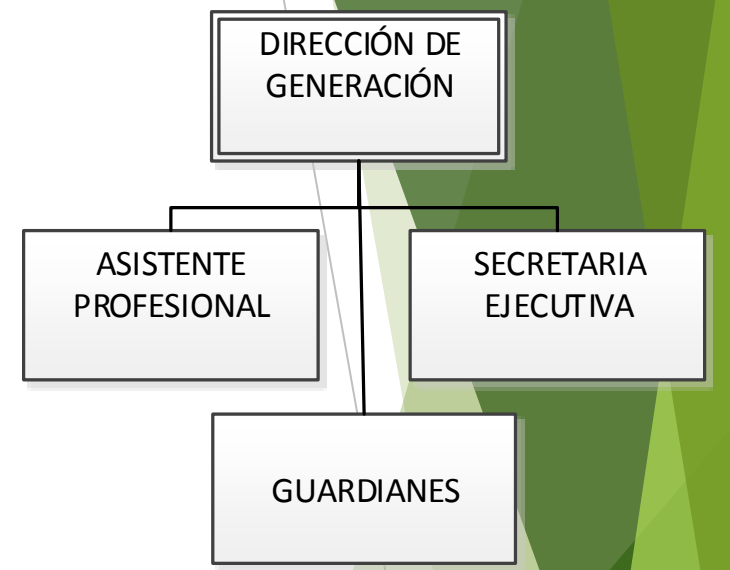 DIRECCIÓN DE
GENERACIÓN
ASISTENTE
PROFESIONAL
SECRETARIA
EJECUTIVA
GUARDIANES